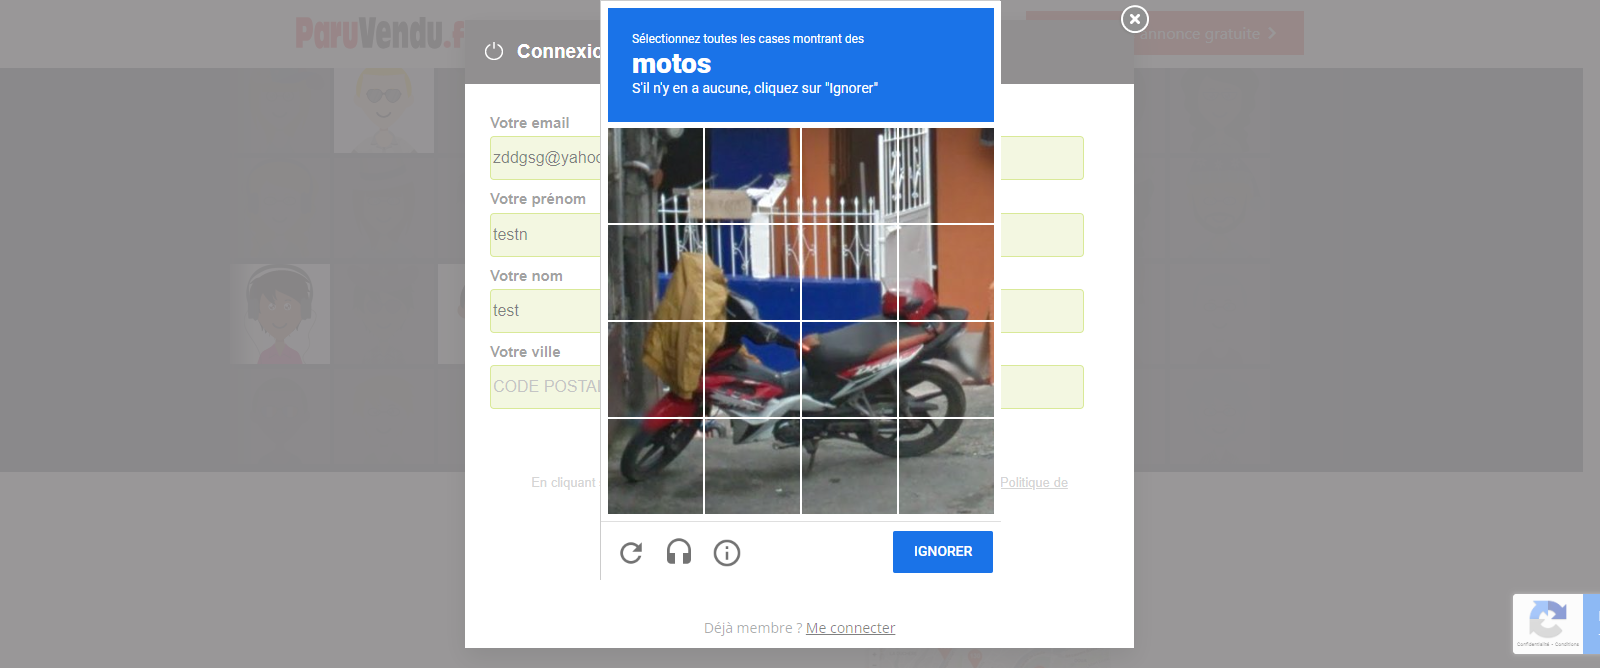 ParuVendu.f
annonce gratuite
Connexio
Sélectionnez toutes les cases montrant des
motos
S'il n'y en a aucune, cliquez sur "Ignorer"
Votre email
zddgsg@yahoo
Votre prénom
testn
Votre nom
test
Votre ville
CODE POSTAL
En cliquant
Politique de
IGNORER
Déjà membre ? Me connecter
Confidentialité - Conditions